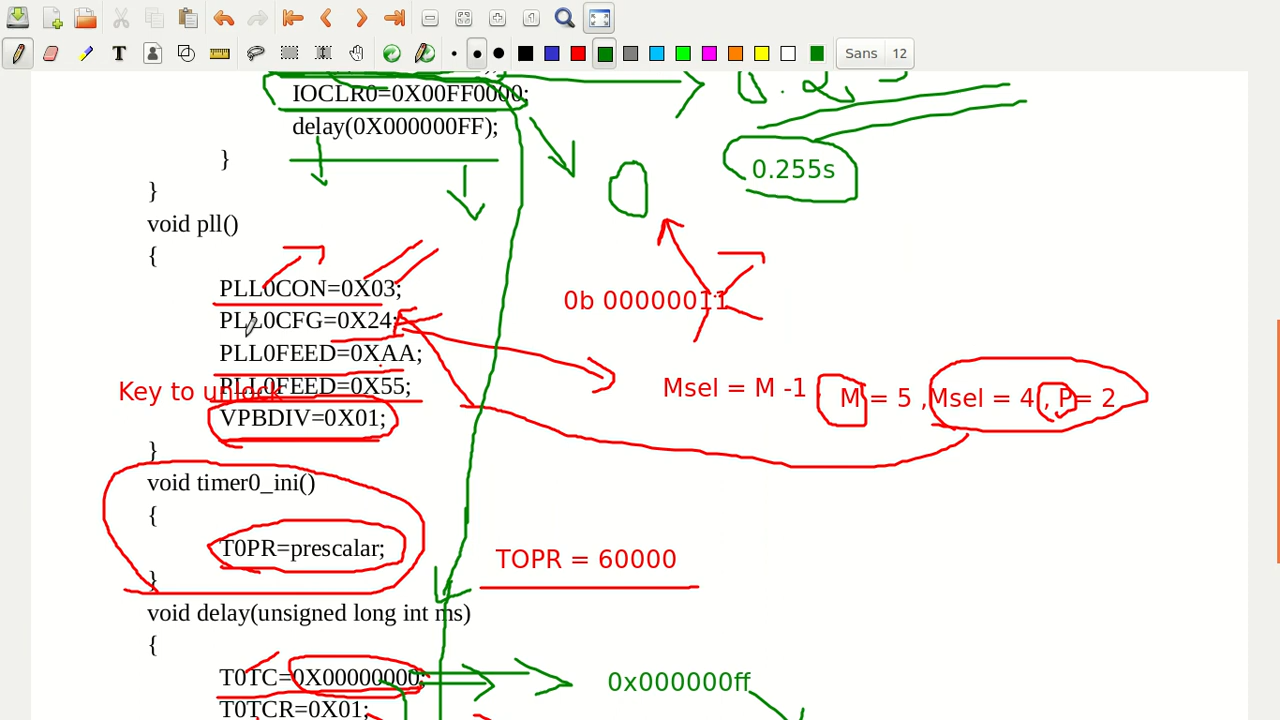 Sans 12
IOCLR0=0X00FF0000;
delay(0X000000FF);
}
0.255s
}
void pll()
{
PLL0CON=0X03;
0b 00000011
PLL0CFG=0X24;
PLL0FEED=0XAA;
PLL0FEED=0X55;
Key to unlock
Msel = M -1
M = 5 ,Msel = 4 , P = 2
VPBDIV=0X01;
}
void timer0_ini()
{
T0PR=prescalar;
TOPR = 60000
}
void delay(unsigned long int ms)
{
T0TC=0X00000000;
0x000000ff
T0TCR=0X01;